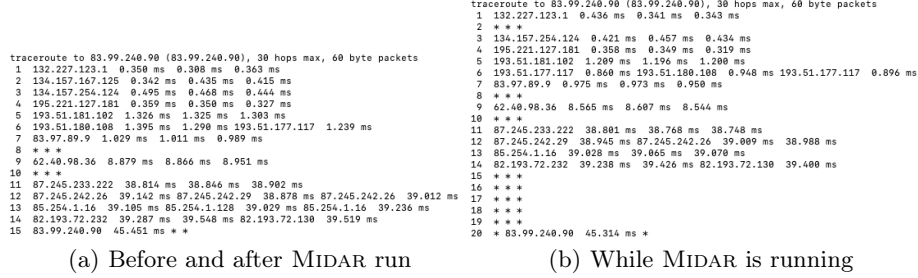 traceroute to 83.99.240.90 (83.99.240.90), 30 hops max, 60 byte packets
1 132.227.123.1 0.350 ms 0.308 ms 0.363 ms
2 134.157.167.125 0.342 ms 0.435 ms 0.415 ms
3 134.157.254.124 0.495 ms 0.468 ms 0.444 ms
4 195.221.127.181 0.359 ms 0.350 ms 0.327 ms
5 193.51.181.102 1.326 ms 1.325 ms 1.303 ms
6 193.51.180.108 1.395 ms 1.290 ms 193.51.177.117 1.239 ms
7 83.97.89.9 1.029 ms 1.011 ms 0.989 ms
8 * * *
9 62.40.98.36 8.879 ms 8.866 ms 8.951 ms
10 * * *
11 87.245.233.222 38.814 ms 38.846 ms 38.902 ms
12 87.245.242.26 39.142 ms 87.245.242.29 38.878 ms 87.245.242.26 39.012 ms
13 85.254.1.16 39.105 ms 85.254.1.128 39.029 ms 85.254.1.16 39.236 ms
14 82.193.72.232 39.287 ms 39.548 ms 82.193.72.130 39.519 ms
15 83.99.240.90 45.451 ms * *
(a) Before and after MIDAR run
traceroute to 83.99.240.90 (83.99.240.90), 30 hops max, 60 byte packets
1 132.227.123.1 0.436 ms 0.341 ms 0.343 ms
2 * * *
3 134.157.254.124 0.421 ms 0.457 ms 0.434 ms
4 195.221.127.181 0.358 ms 0.349 ms 0.319 ms
5 193.51.181.102 1.209 ms 1.196 ms 1.200 ms
6 193.51.177.117 0.860 ms 193.51.180.108 0.948 ms 193.51.177.117 0.896 ms
7 83.97.89.9 0.975 ms 0.973 ms 0.950 ms
8 * * *
9 62.40.98.36 8.565 ms 8.607 ms 8.544 ms
10 * * *
11 87.245.233.222 38.801 ms 38.768 ms 38.748 ms
12 87.245.242.29 38.945 ms 87.245.242.26 39.009 ms 38.988 ms
13 85.254.1.16 39.028 ms 39.065 ms 39.070 ms
14 82.193.72.232 39.238 ms 39.426 ms 82.193.72.130 39.400 ms
15 * * *
16 * * *
17 * * *
18 * * *
19 * * *
20 * 83.99.240.90 45.314 ms *
(b) While MIDAR is running